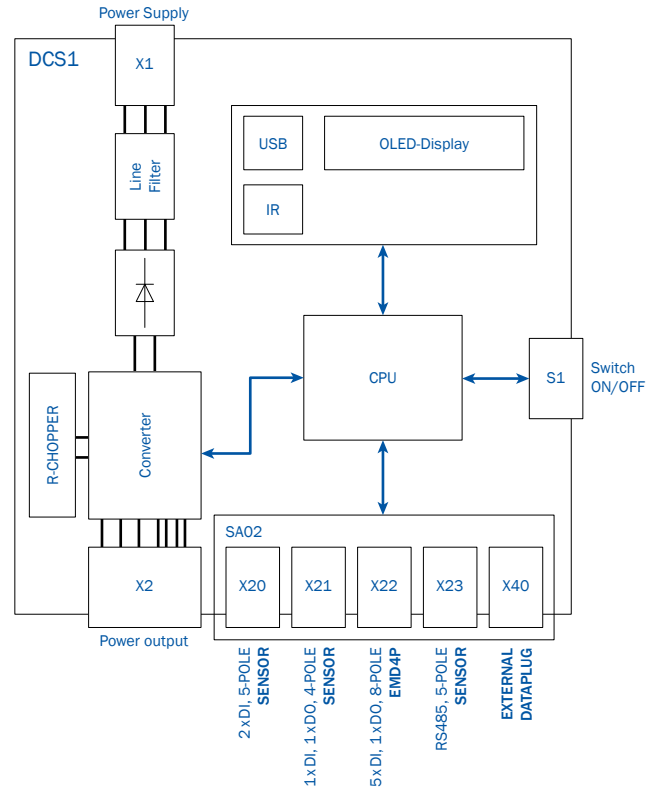 Power Supply
DCS1
X1
USB
OLED-Display
Line
Filter
IR
CPU
S1
Switch
ON/OFF
R-CHOPPER
Converter
SA02
X2
X20
X21
X22
X23
X40
Power output
2 x DI, 5-POLE
SENSOR
1 x DI, 1 x DO, 4-POLE
SENSOR
5 x DI, 1 x DO, 8-POLE
EMD4P
RS485, 5-POLE
SENSOR
EXTERNAL
DATAPLUG